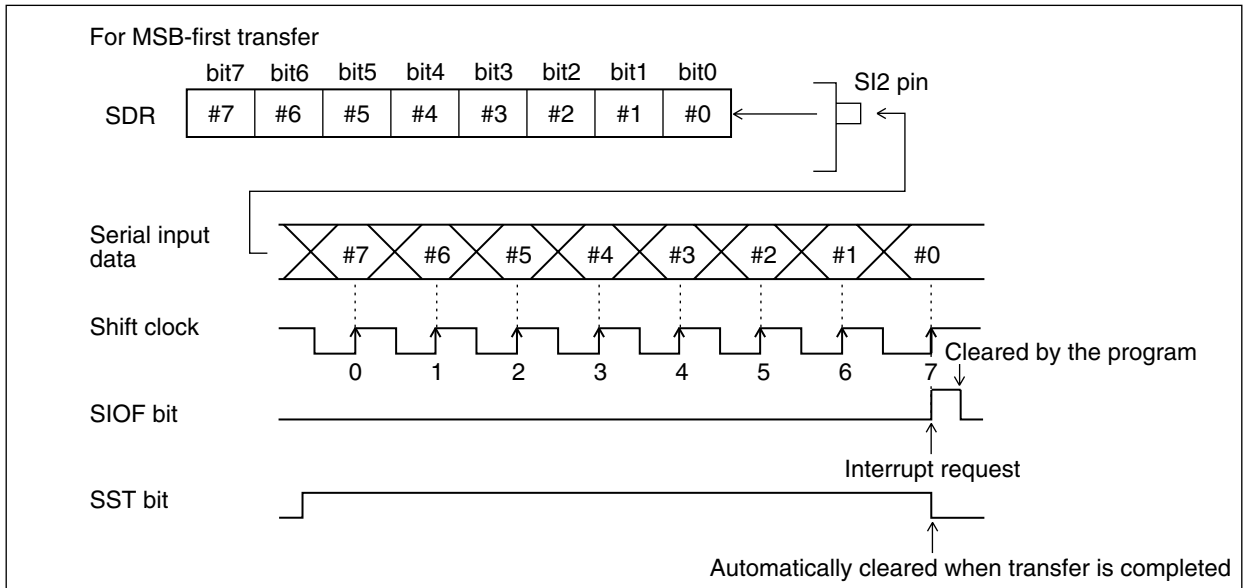 For MSB-first transfer
bit7 bit6 bit5 bit4 bit3 bit2 bit1 bit0
SI2 pin
SDR #7 #6 #5 #4 #3 #2 #1 #0
Serial input
data
#7 #6 #5 #4 #3 #2 #1 #0
Shift clock
Cleared by the program
0 1 2 3 4 5 6 7
SIOF bit
Interrupt request
SST bit
Automatically cleared when transfer is completed